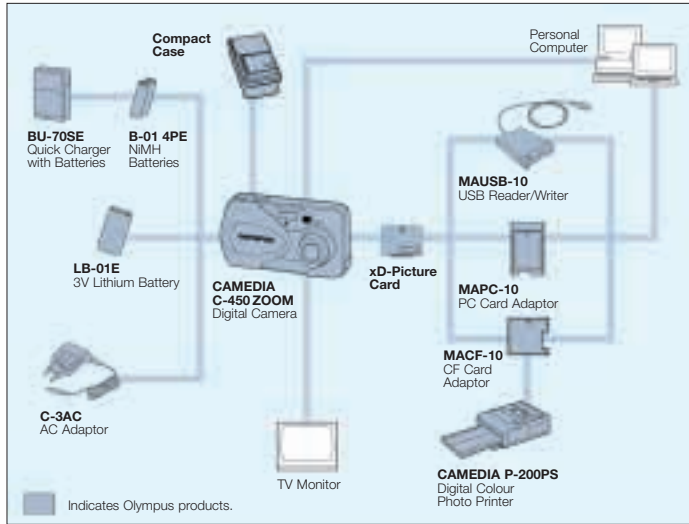 Compact
Case
Personal
Computer
BU-70SE
Quick Charger
with Batteries
B-01 4PE
NiMH
Batteries
MAUSB-10
USB Reader/Writer
LB-01E
3V Lithium Battery
CAMEDIA
C-450 ZOOM
Digital Camera
xD-Picture
Card
MAPC-10
PC Card Adaptor
MACF-10
CF Card
Adaptor
C-3AC
AC Adaptor
TV Monitor
CAMEDIA P-200PS
Digital Colour
Photo Printer
Indicates Olympus products.